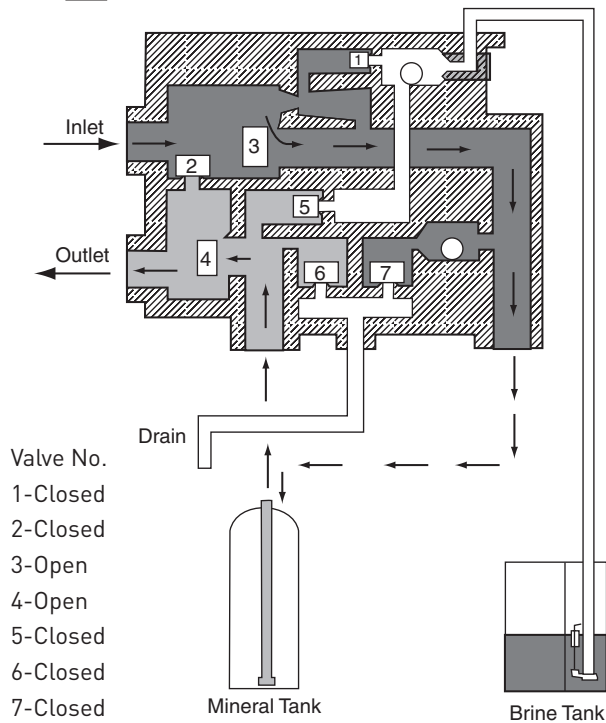 1
Inlet
3
2
5
Outlet
4
6
7
Drain
Valve No.
1-Closed
2-Closed
3-Open
4-Open
5-Closed
6-Closed
7-Closed
Mineral Tank
Brine Tank